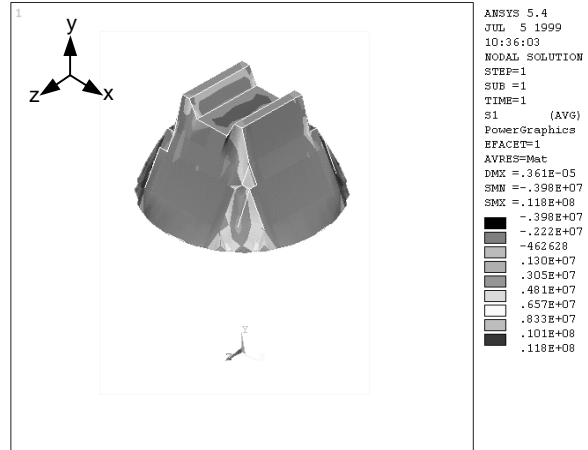 1
y
z
x
Y
ANSYS 5.4
JUL 5 1999
10:36:03
NODAL SOLUTION
STEP=1
SUB =1
TIME=1
S1 (AVG)
PowerGraphics
EFACET=1
AVRES=Mat
DMX =.361E-05
SMN =-.398E+07
SMX =.118E+08
-.398E+07
-.222E+07
-462628
.130E+07
.305E+07
.481E+07
.657E+07
.833E+07
.101E+08
.118E+08